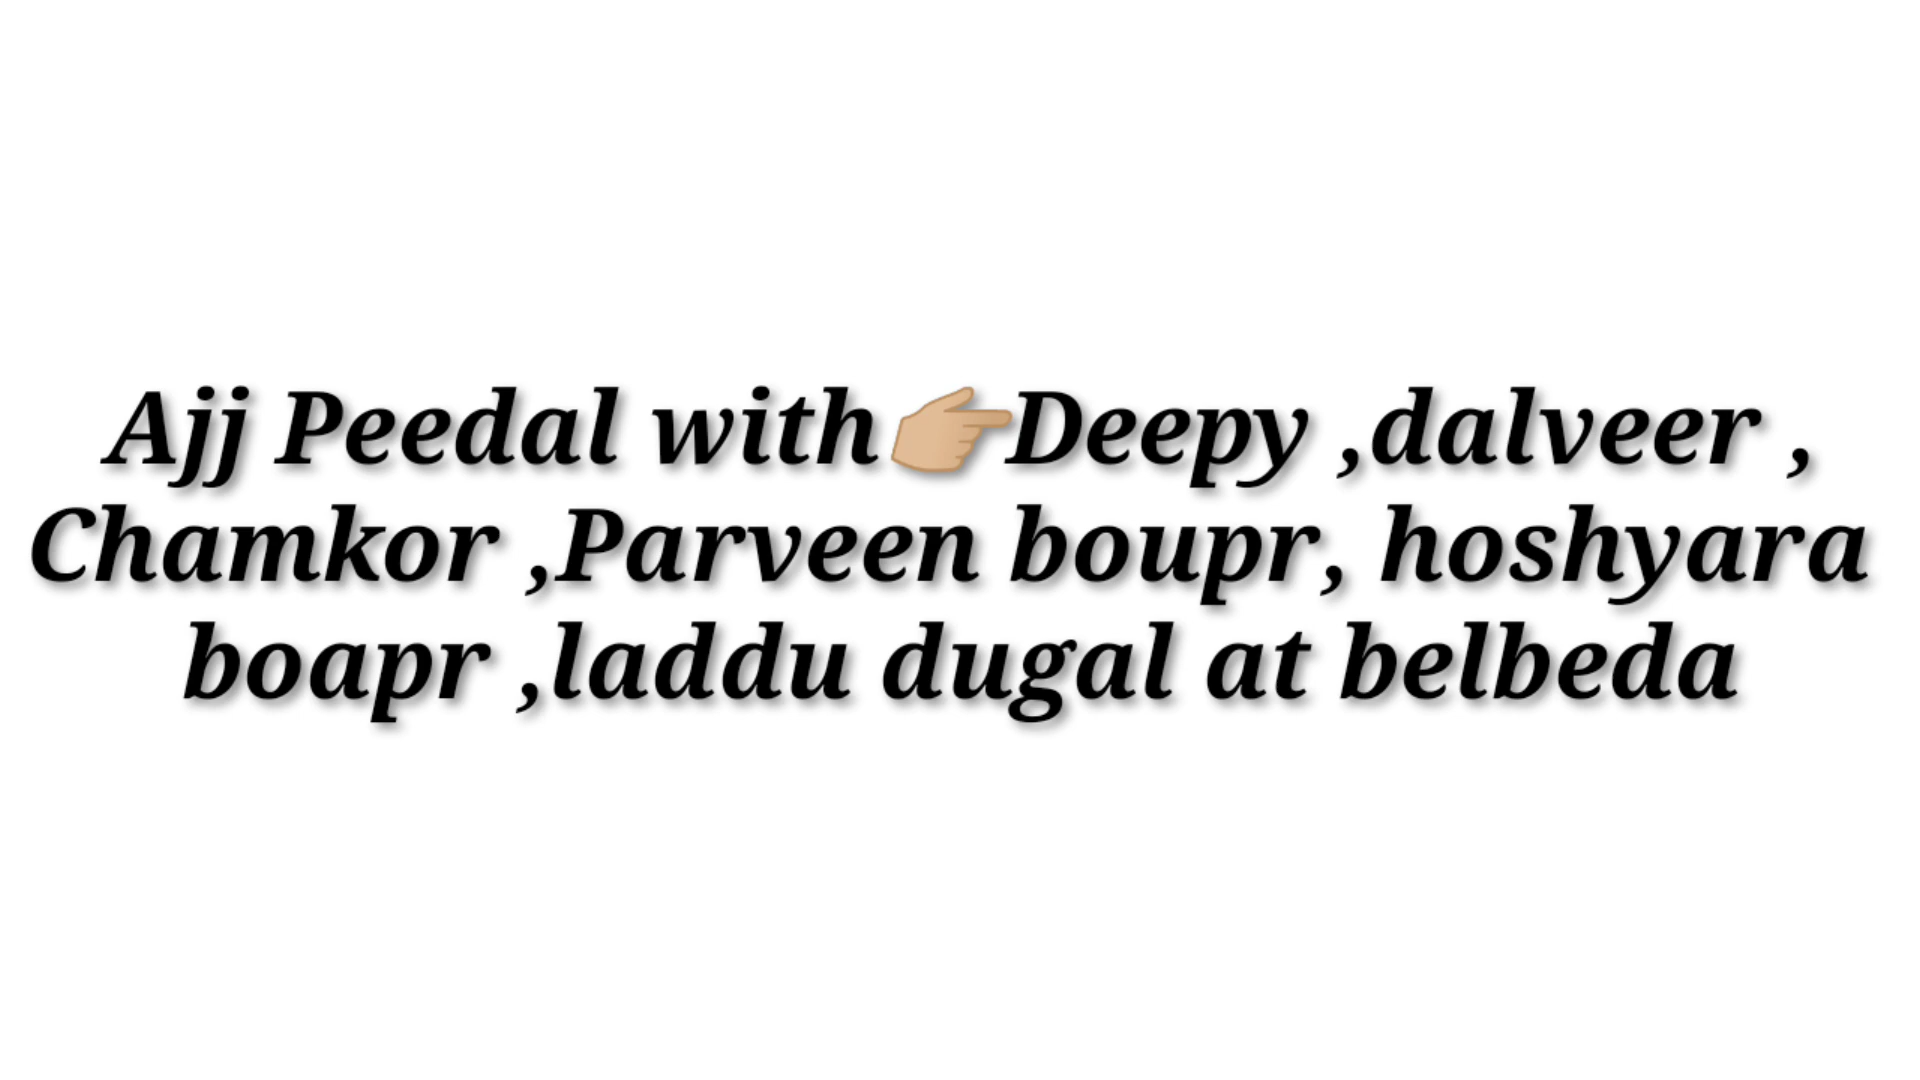 Ajj Peedal with👉🏼Deepy ,dalveer ,
Chamkor ,Parveen boupr, hoshyara
boapr ,laddu dugal at belbeda